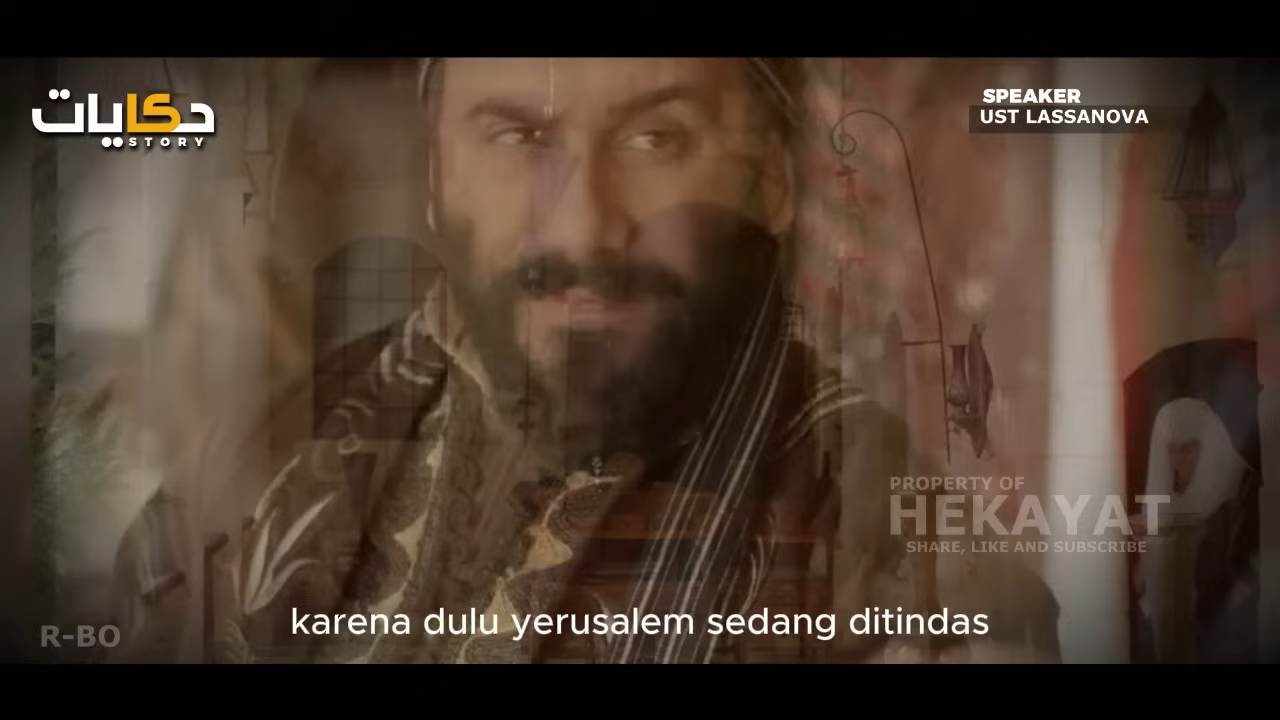 حكايات
STORY
SPEAKER
UST LASSANOVA
PROPERTY OF
HEKAYAT
SHARE, LIKE AND SUBSCRIBE
karena dulu yerusalem sedang ditindas
R-BO